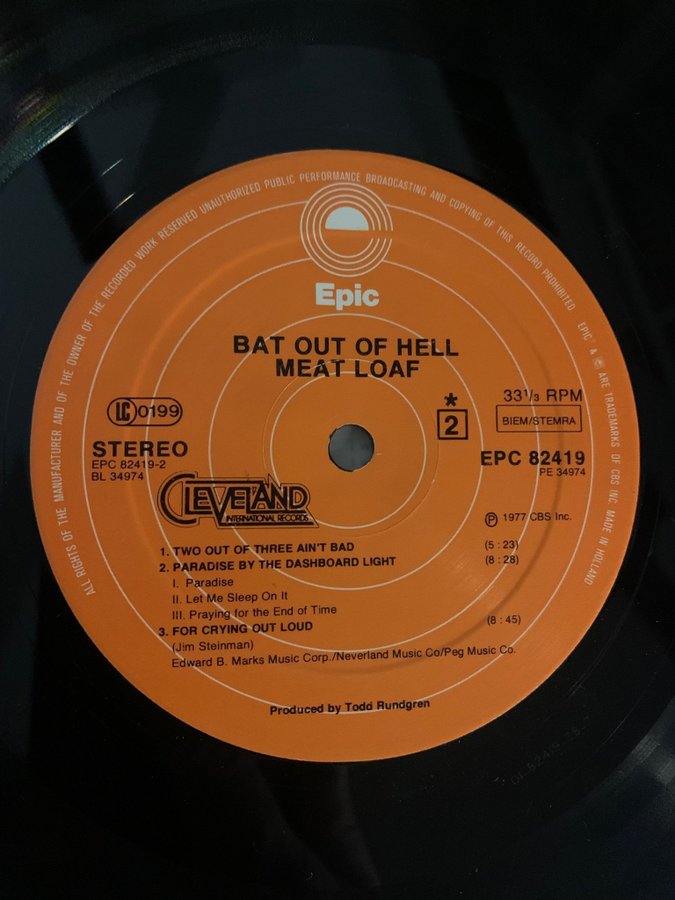 ALL RIGHTS OF THE MANUFACTURER AND OF THE OWNER OF THE RECORDED WORK RESERVED UNAUTHORIZED PUBLIC PERFORMANCE BROADCASTING AND COPYING OF THIS RECORD PROHIBITED. EPIC & ARE TRADEMARKS OF CBS INC. MADE IN HOLLAND
Epic
BAT OUT OF HELL
MEAT LOAF
LC 0199
* 33⅓ RPM
2
BIEM/STEMRA
STEREO
EPC 82419
EPC 82419-2
PE 34974
BL 34974
CLEVELAND
INTERNATIONAL RECORDS
Ⓟ 1977 CBS Inc.
1. TWO OUT OF THREE AIN'T BAD (5 : 23)
2. PARADISE BY THE DASHBOARD LIGHT (8 : 28)
I. Paradise
II. Let Me Sleep On It
III. Praying for the End of Time
3. FOR CRYING OUT LOUD (8 : 45)
(Jim Steinman)
Edward B. Marks Music Corp./Neverland Music Co/Peg Music Co.
Produced by Todd Rundgren